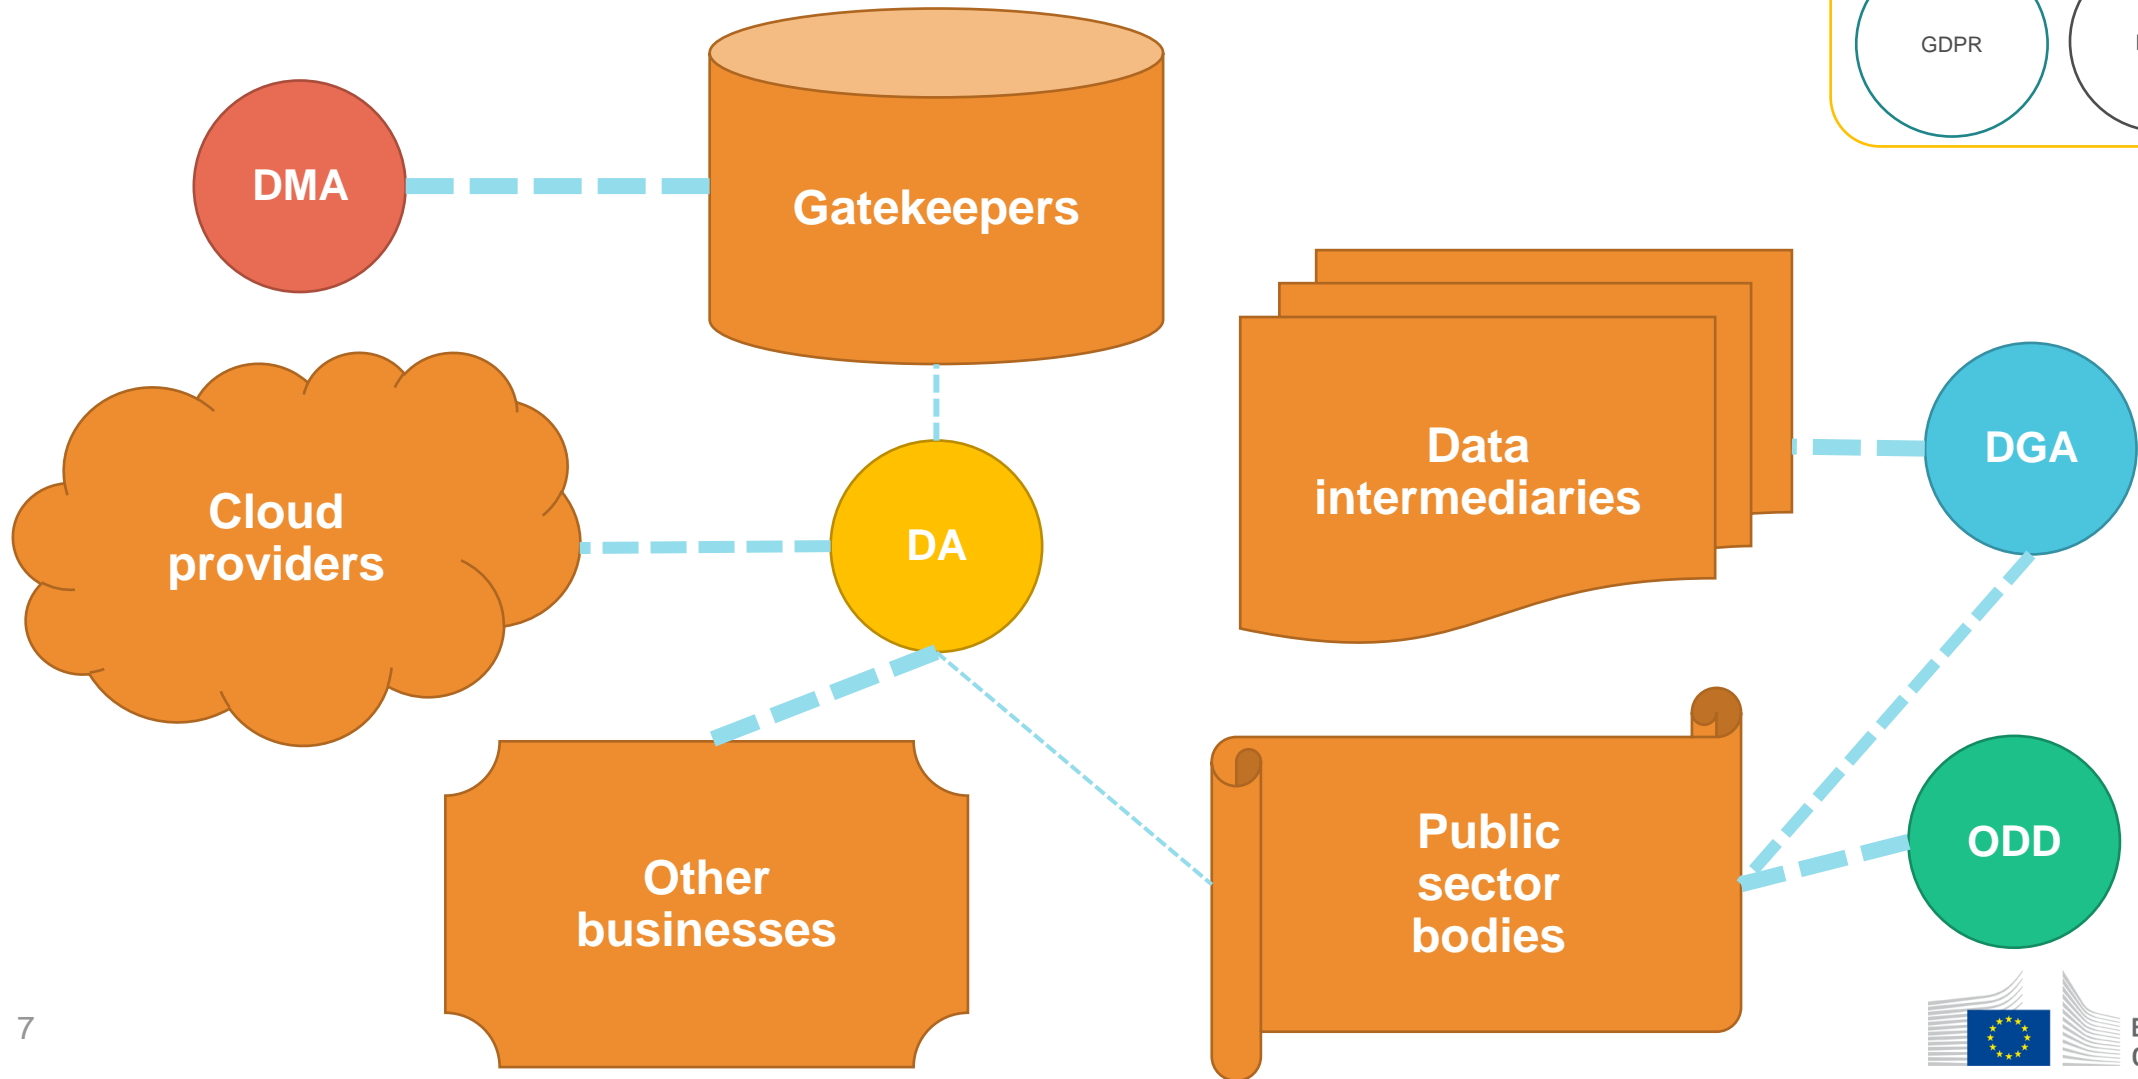 GDPR
DMA
Gatekeepers
Data
intermediaries
DGA
Cloud
providers
DA
Public
sector
bodies
ODD
Other
businesses
7